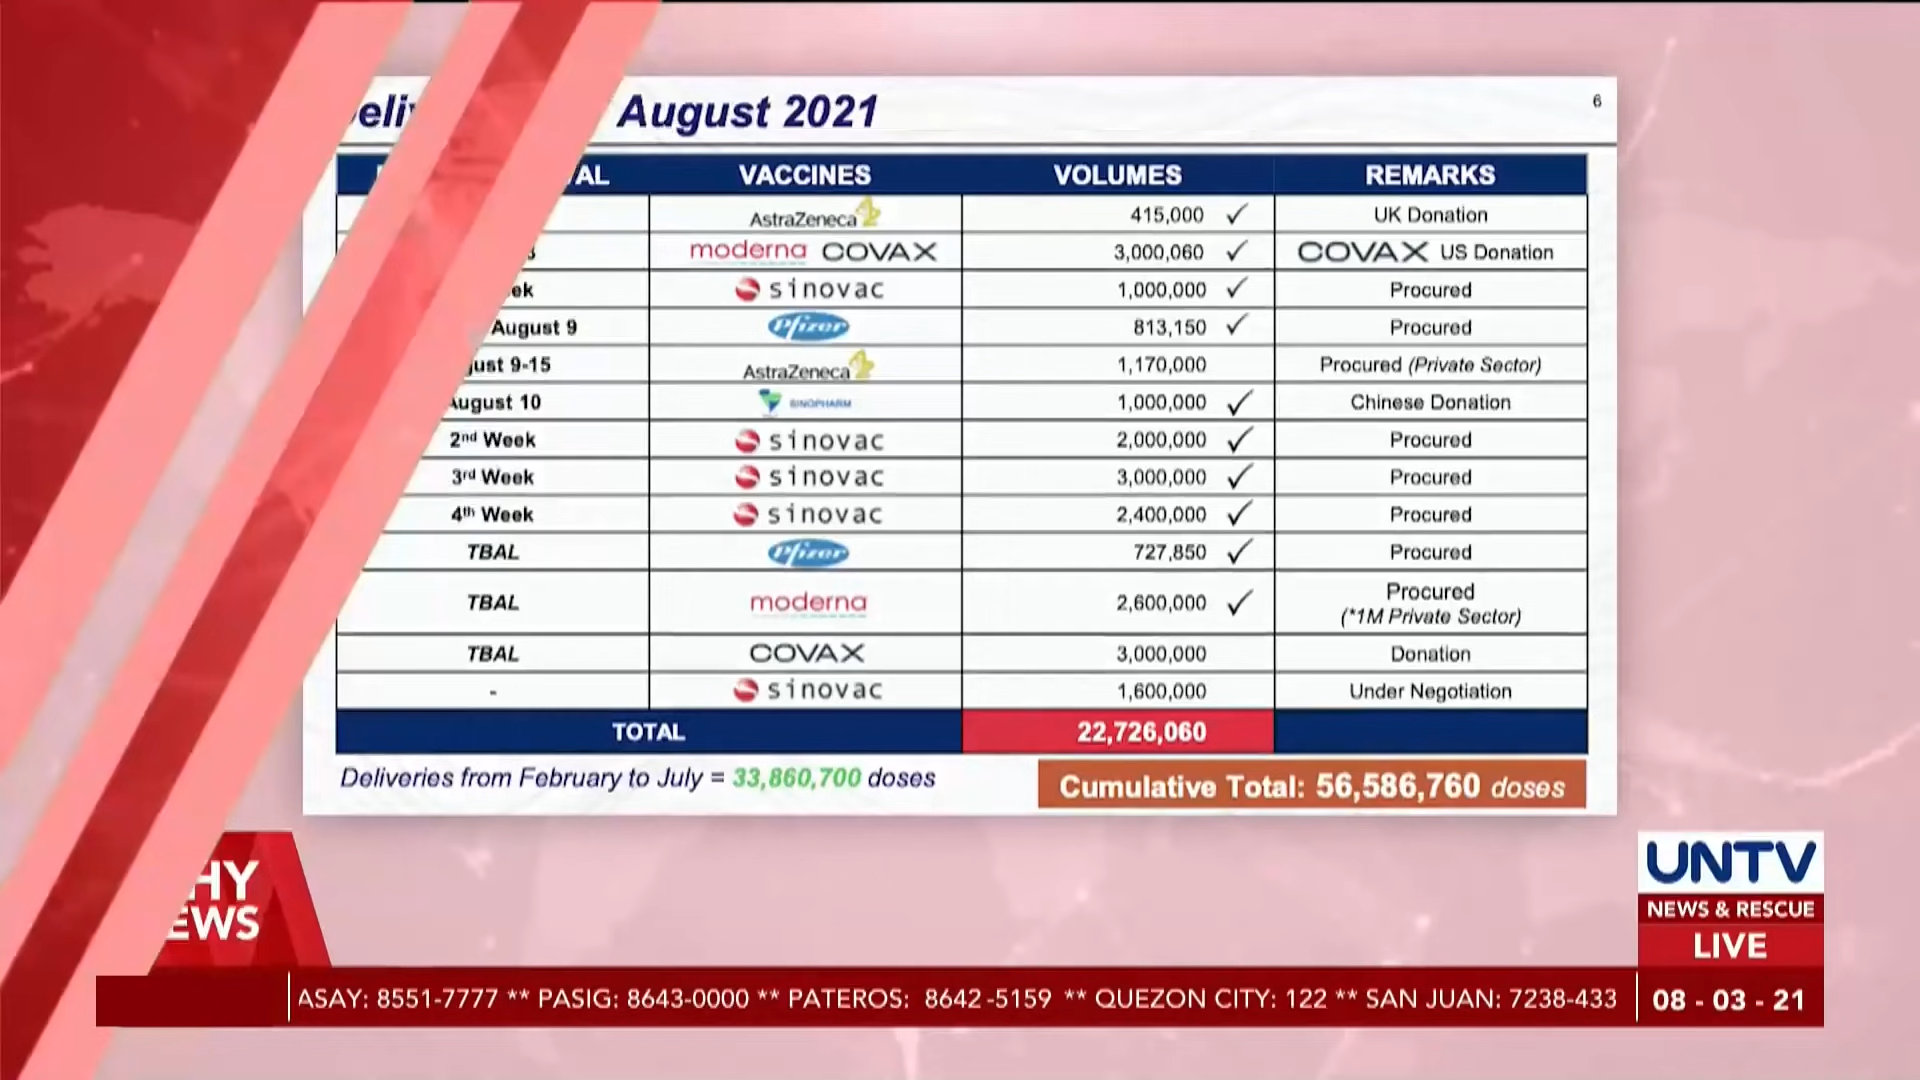 August 2021
6
VACCINES VOLUMES REMARKS
AstraZeneca 415,000 ✓ UK Donation
moderna COVAX 3,000,060 ✓ COVAX US Donation
sinovac 1,000,000 ✓ Procured
August 9 Pfizer 813,150 ✓ Procured
9-15 AstraZeneca 1,170,000 Procured (Private Sector)
August 10 SINOPHARM 1,000,000 ✓ Chinese Donation
2nd Week sinovac 2,000,000 ✓ Procured
3rd Week sinovac 3,000,000 ✓ Procured
4th Week sinovac 2,400,000 ✓ Procured
TBAL Pfizer 727,850 ✓ Procured
TBAL moderna 2,600,000 ✓ Procured
(*1M Private Sector)
TBAL COVAX 3,000,000 Donation
- sinovac 1,600,000 Under Negotiation
TOTAL 22,726,060
Deliveries from February to July = 33,860,700 doses
Cumulative Total: 56,586,760 doses
HY
EWS
UNTV
NEWS & RESCUE
LIVE
ASAY: 8551-7777 ** PASIG: 8643-0000 ** PATEROS: 8642-5159 ** QUEZON CITY: 122 ** SAN JUAN: 7238-433
08 - 03 - 21